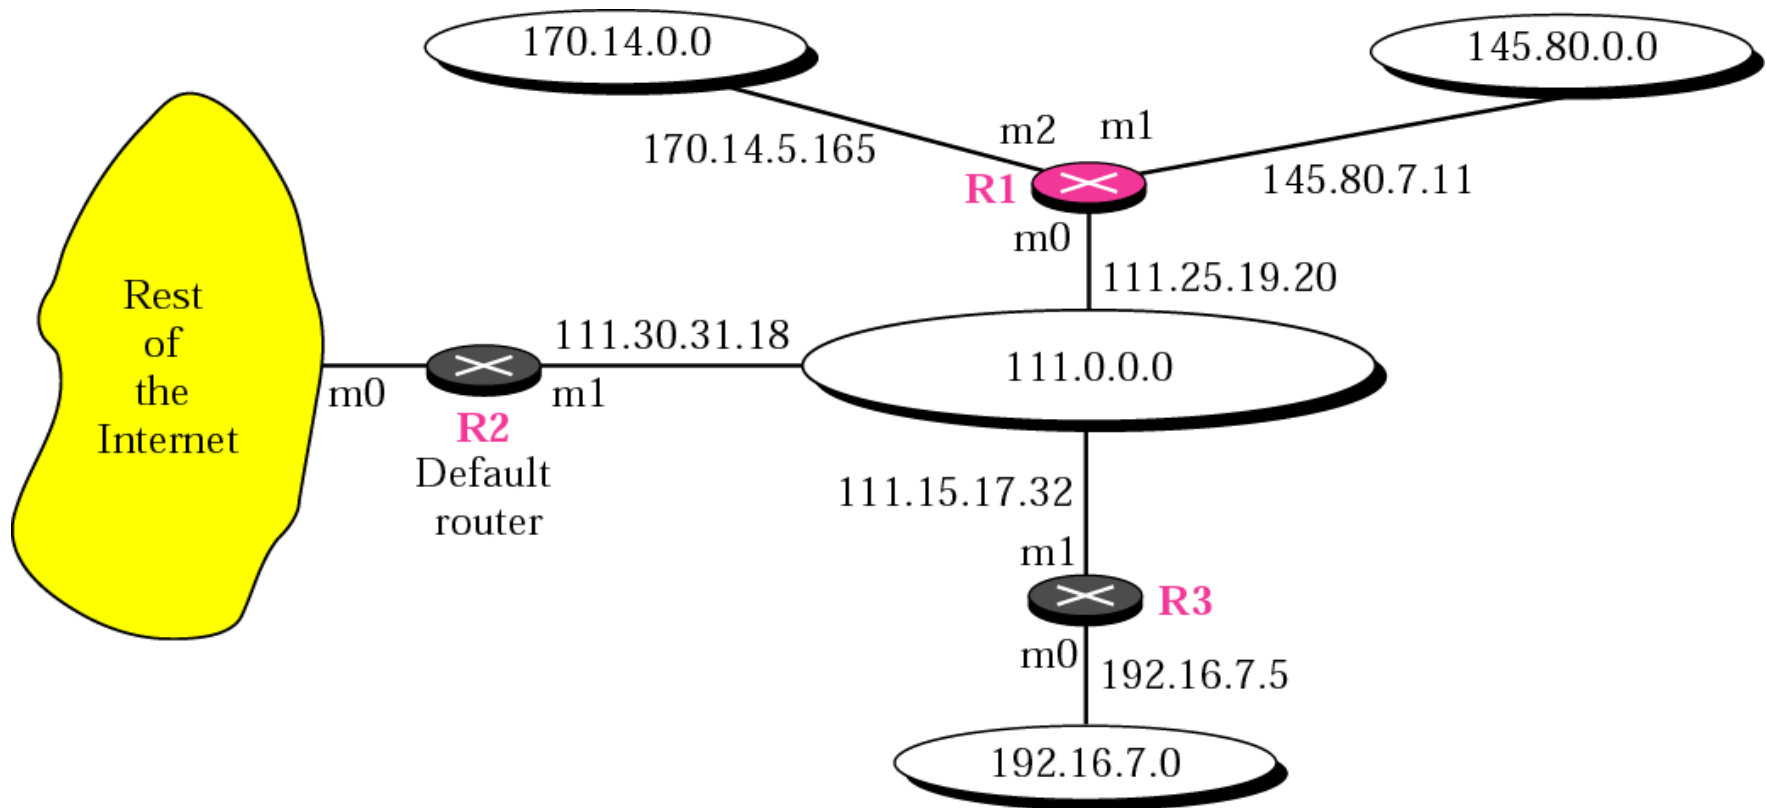 170.14.0.0
145.80.0.0
m2
m1
170.14.5.165
145.80.7.11
R1
m0
111.25.19.20
Rest
of
the
Internet
111.30.31.18
111.0.0.0
m0
m1
R2
Default
router
111.15.17.32
m1
R3
m0
192.16.7.5
192.16.7.0